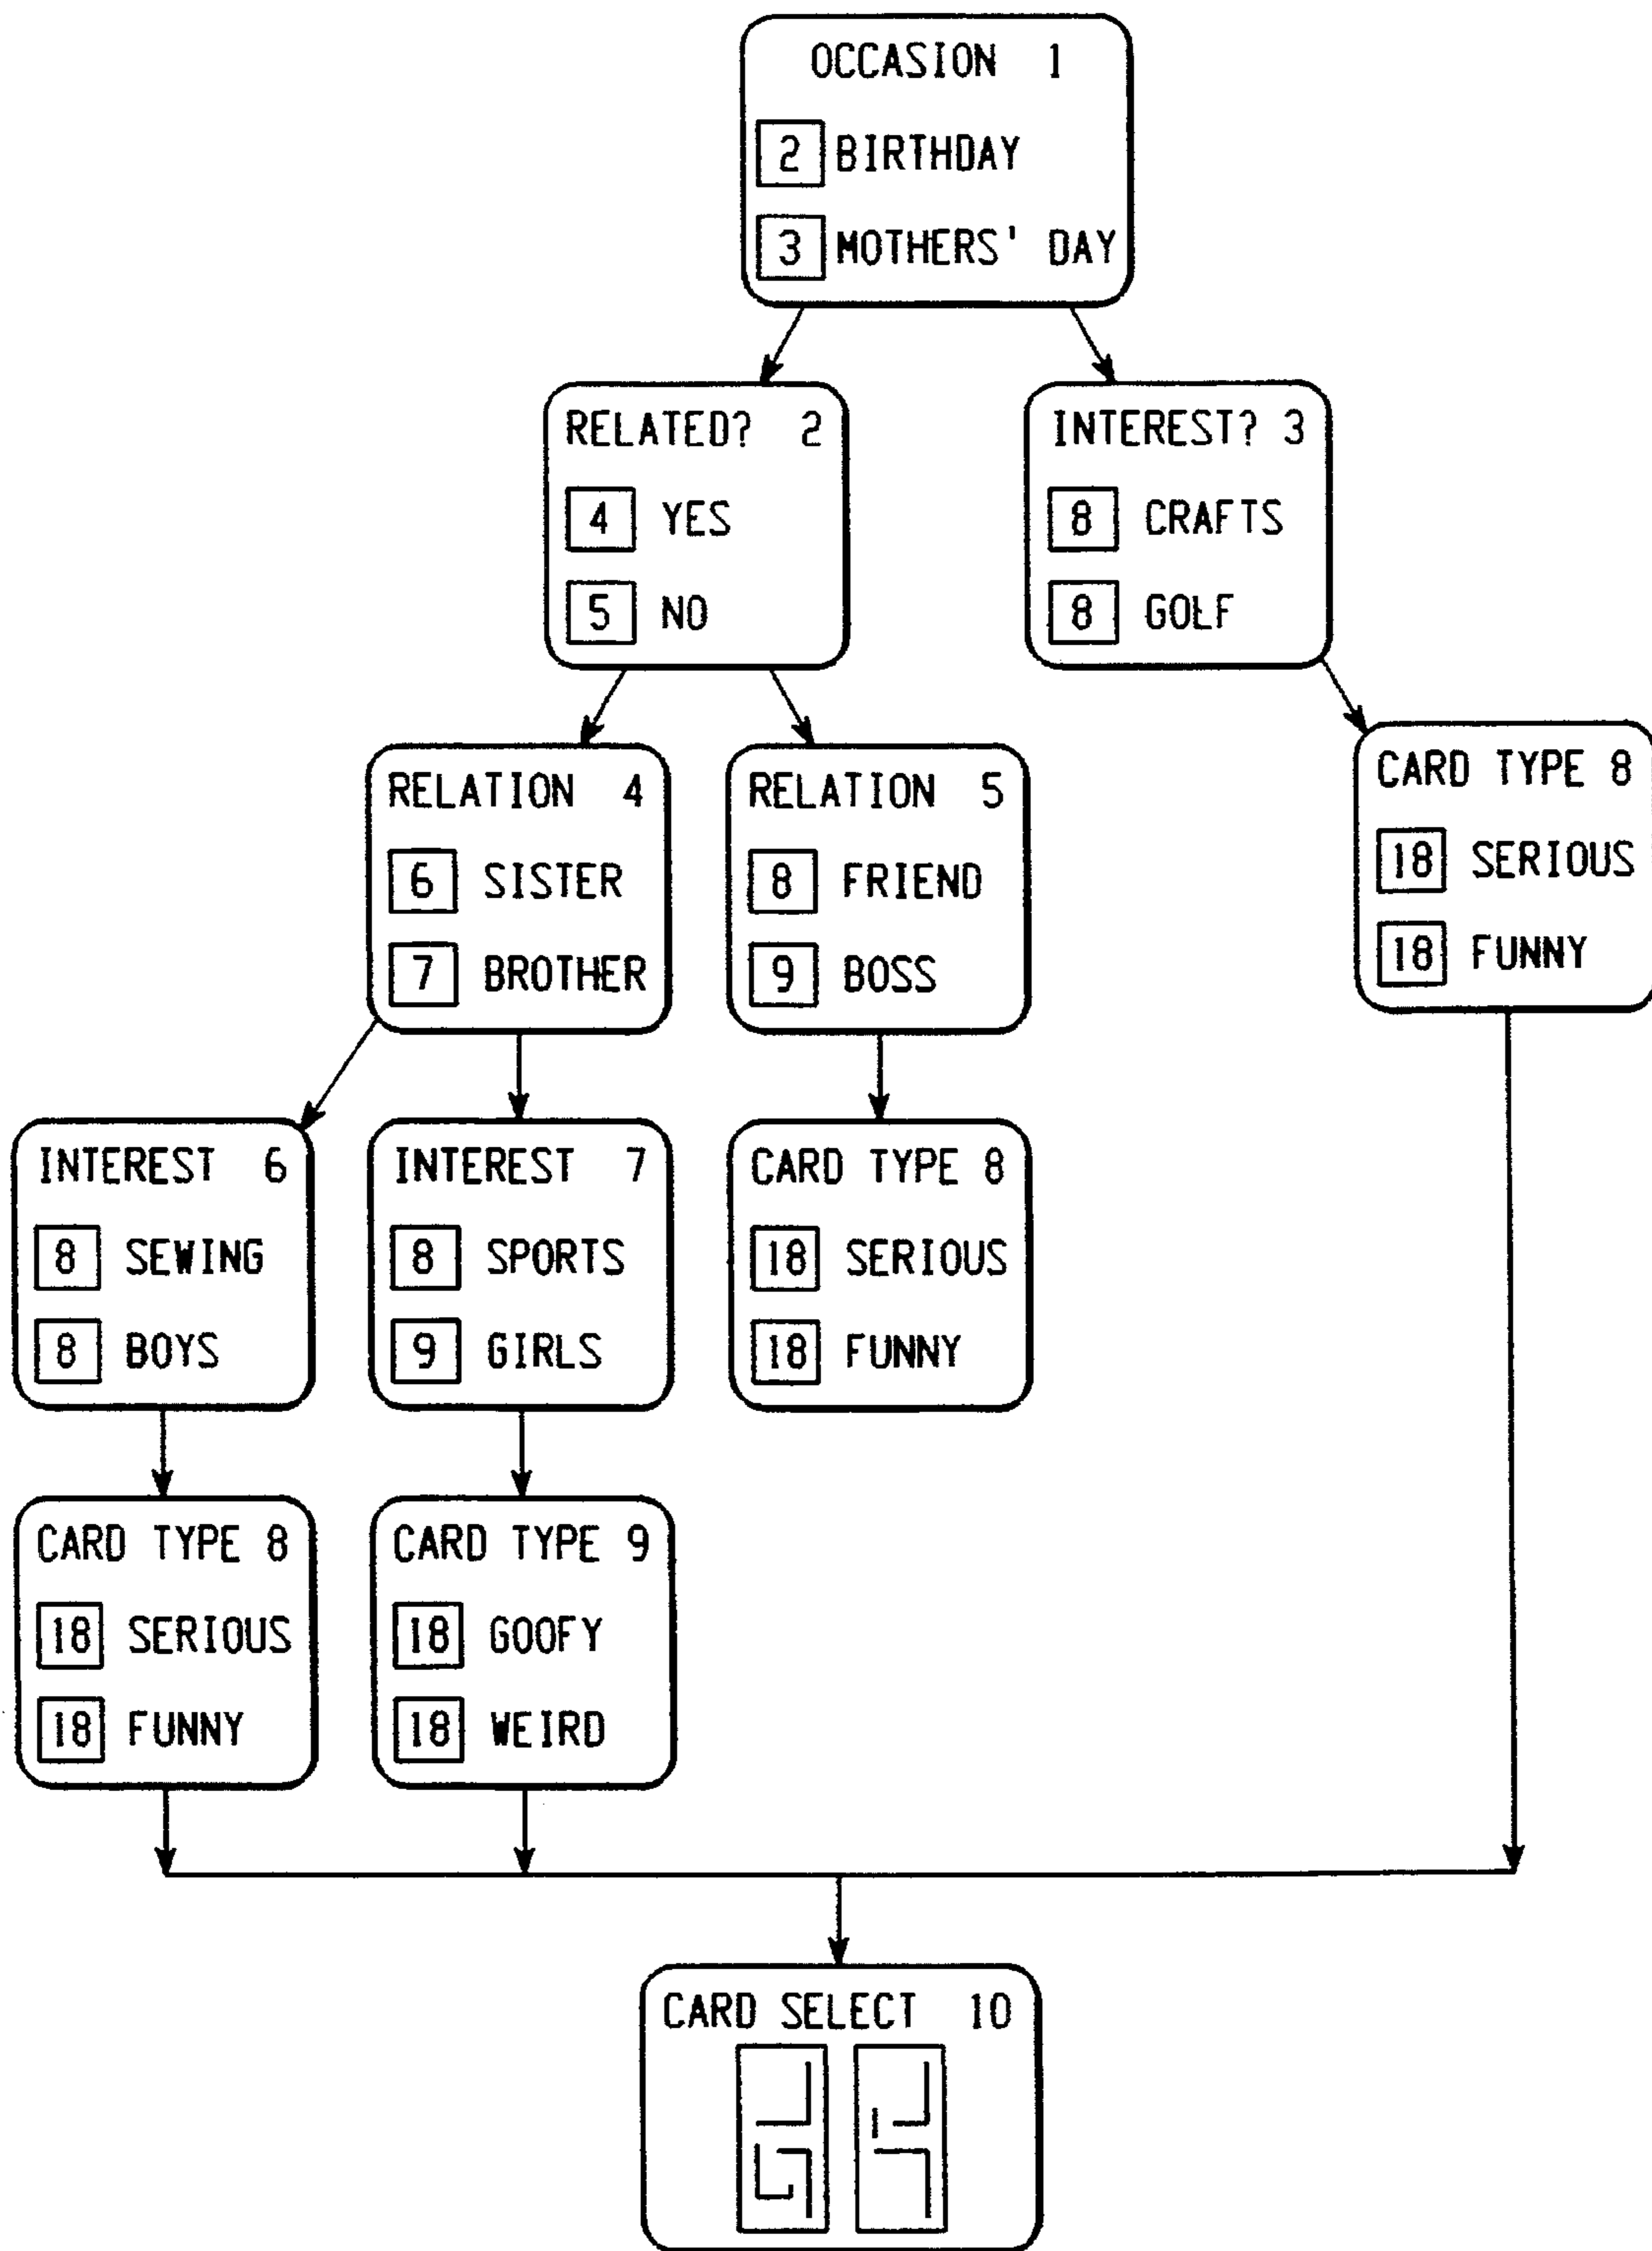 OCCASION 1
2 BIRTHDAY
3 MOTHERS' DAY
RELATED? 2
4 YES
5 NO
INTEREST? 3
8 CRAFTS
8 GOLF
RELATION 4
6 SISTER
7 BROTHER
RELATION 5
8 FRIEND
9 BOSS
CARD TYPE 8
18 SERIOUS
18 FUNNY
INTEREST 6
8 SEWING
8 BOYS
INTEREST 7
8 SPORTS
9 GIRLS
CARD TYPE 8
18 SERIOUS
18 FUNNY
CARD TYPE 8
18 SERIOUS
18 FUNNY
CARD TYPE 9
18 GOOFY
18 WEIRD
CARD SELECT 10